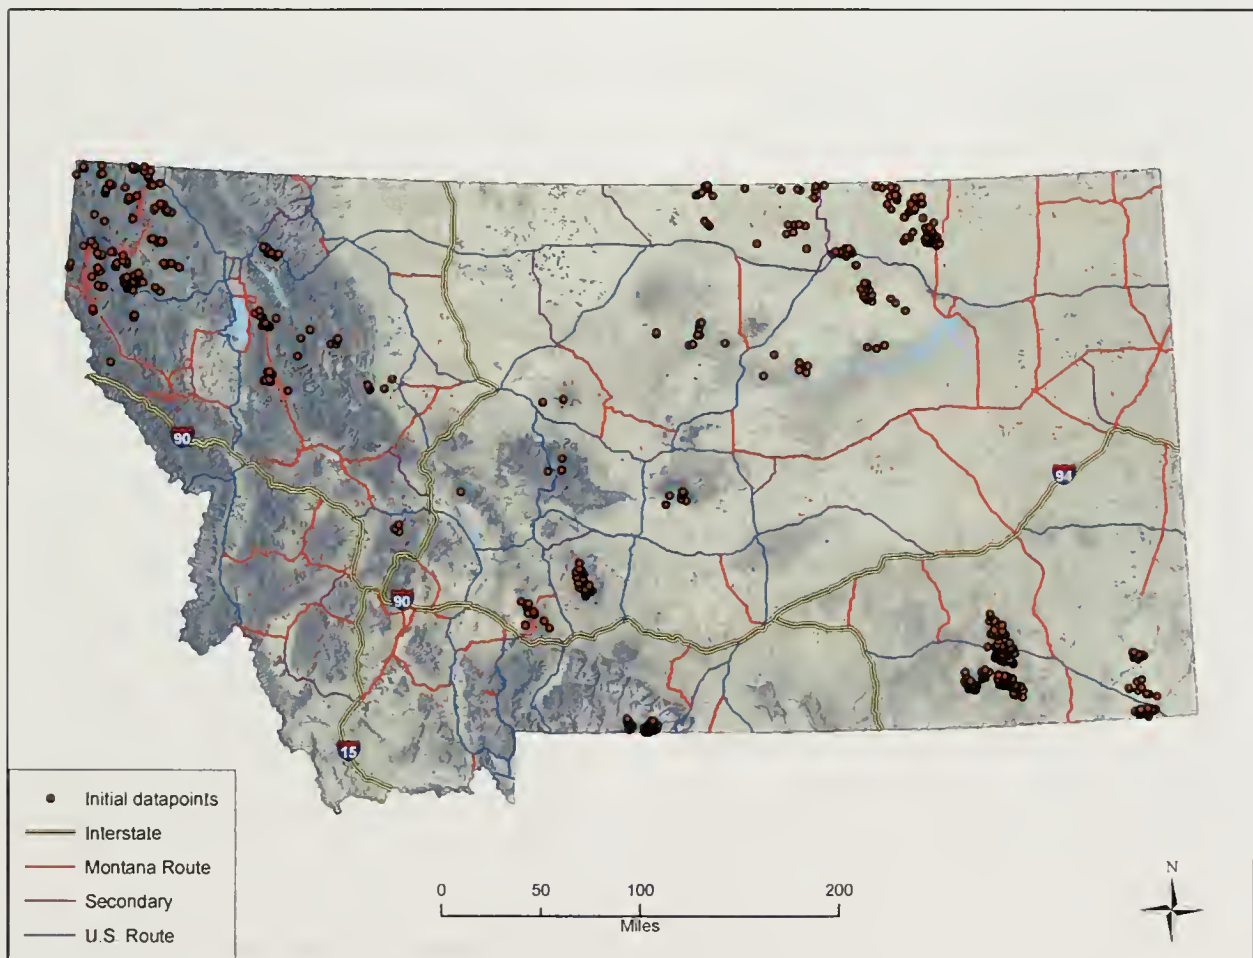 90
94
90
15
Initial datapoints
Interstate
Montana Route
Secondary
U.S. Route
0 50 100 200
Miles
N